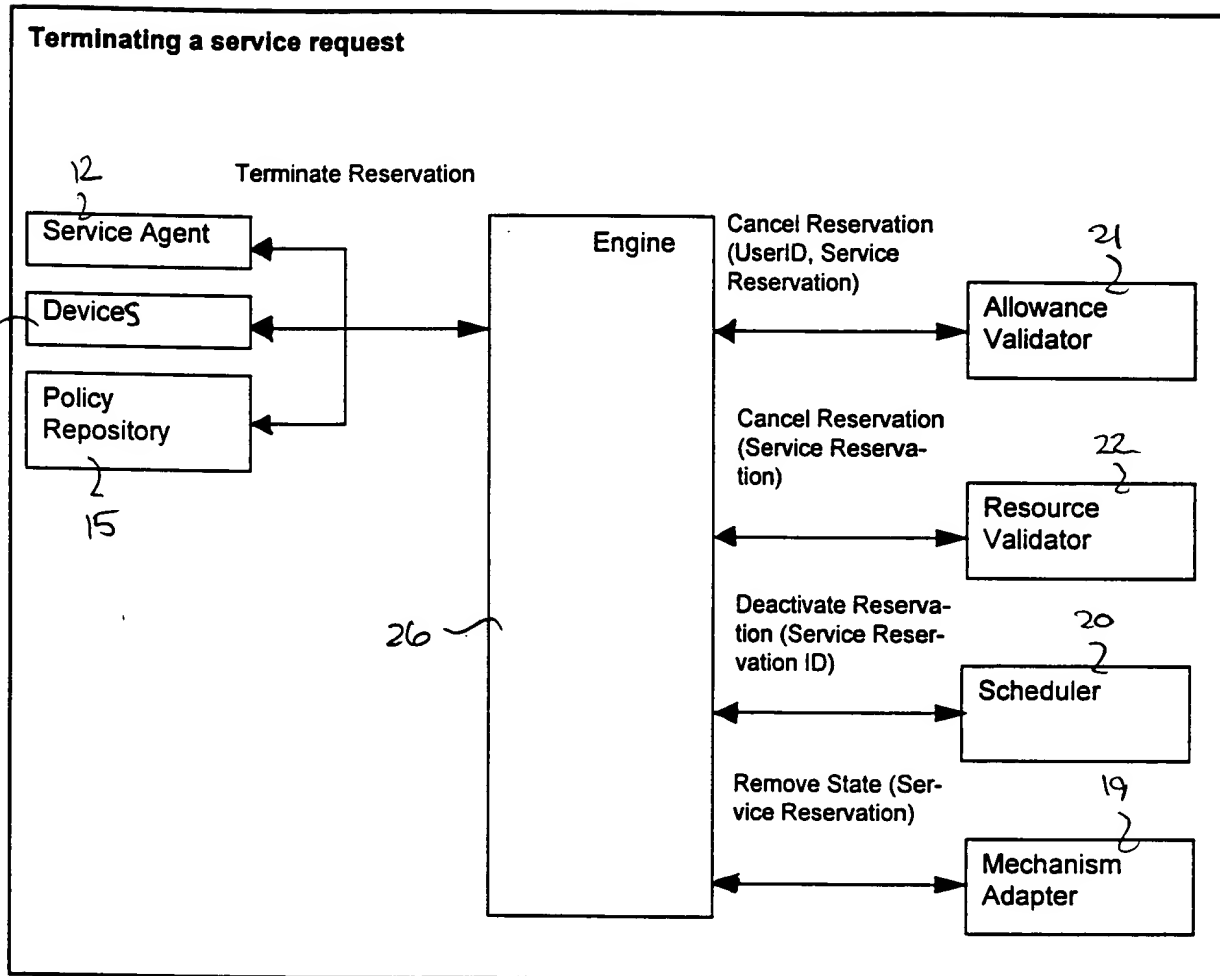 Terminating a service request
12
Terminate Reservation
Service Agent
Devices
Policy
Repository
15
Engine
26
Cancel Reservation
(UserID, Service
Reservation)
21
Allowance
Validator
Cancel Reservation
(Service Reserva-
tion)
22
Resource
Validator
Deactivate Reserva-
tion (Service Reser-
vation ID)
20
Scheduler
Remove State (Ser-
vice Reservation)
19
Mechanism
Adapter